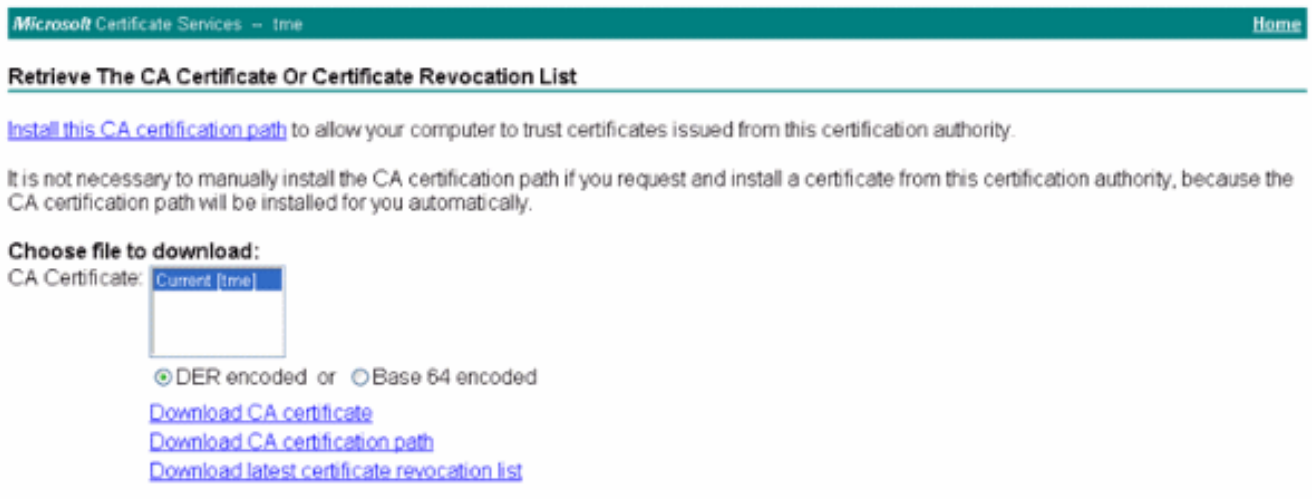 Microsoft Certificate Services -- tme Home
Retrieve The CA Certificate Or Certificate Revocation List
Install this CA certification path to allow your computer to trust certificates issued from this certification authority.
It is not necessary to manually install the CA certification path if you request and install a certificate from this certification authority, because the
CA certification path will be installed for you automatically.
Choose file to download:
CA Certificate: Current [tme]
DER encoded or Base 64 encoded
Download CA certificate
Download CA certification path
Download latest certificate revocation list